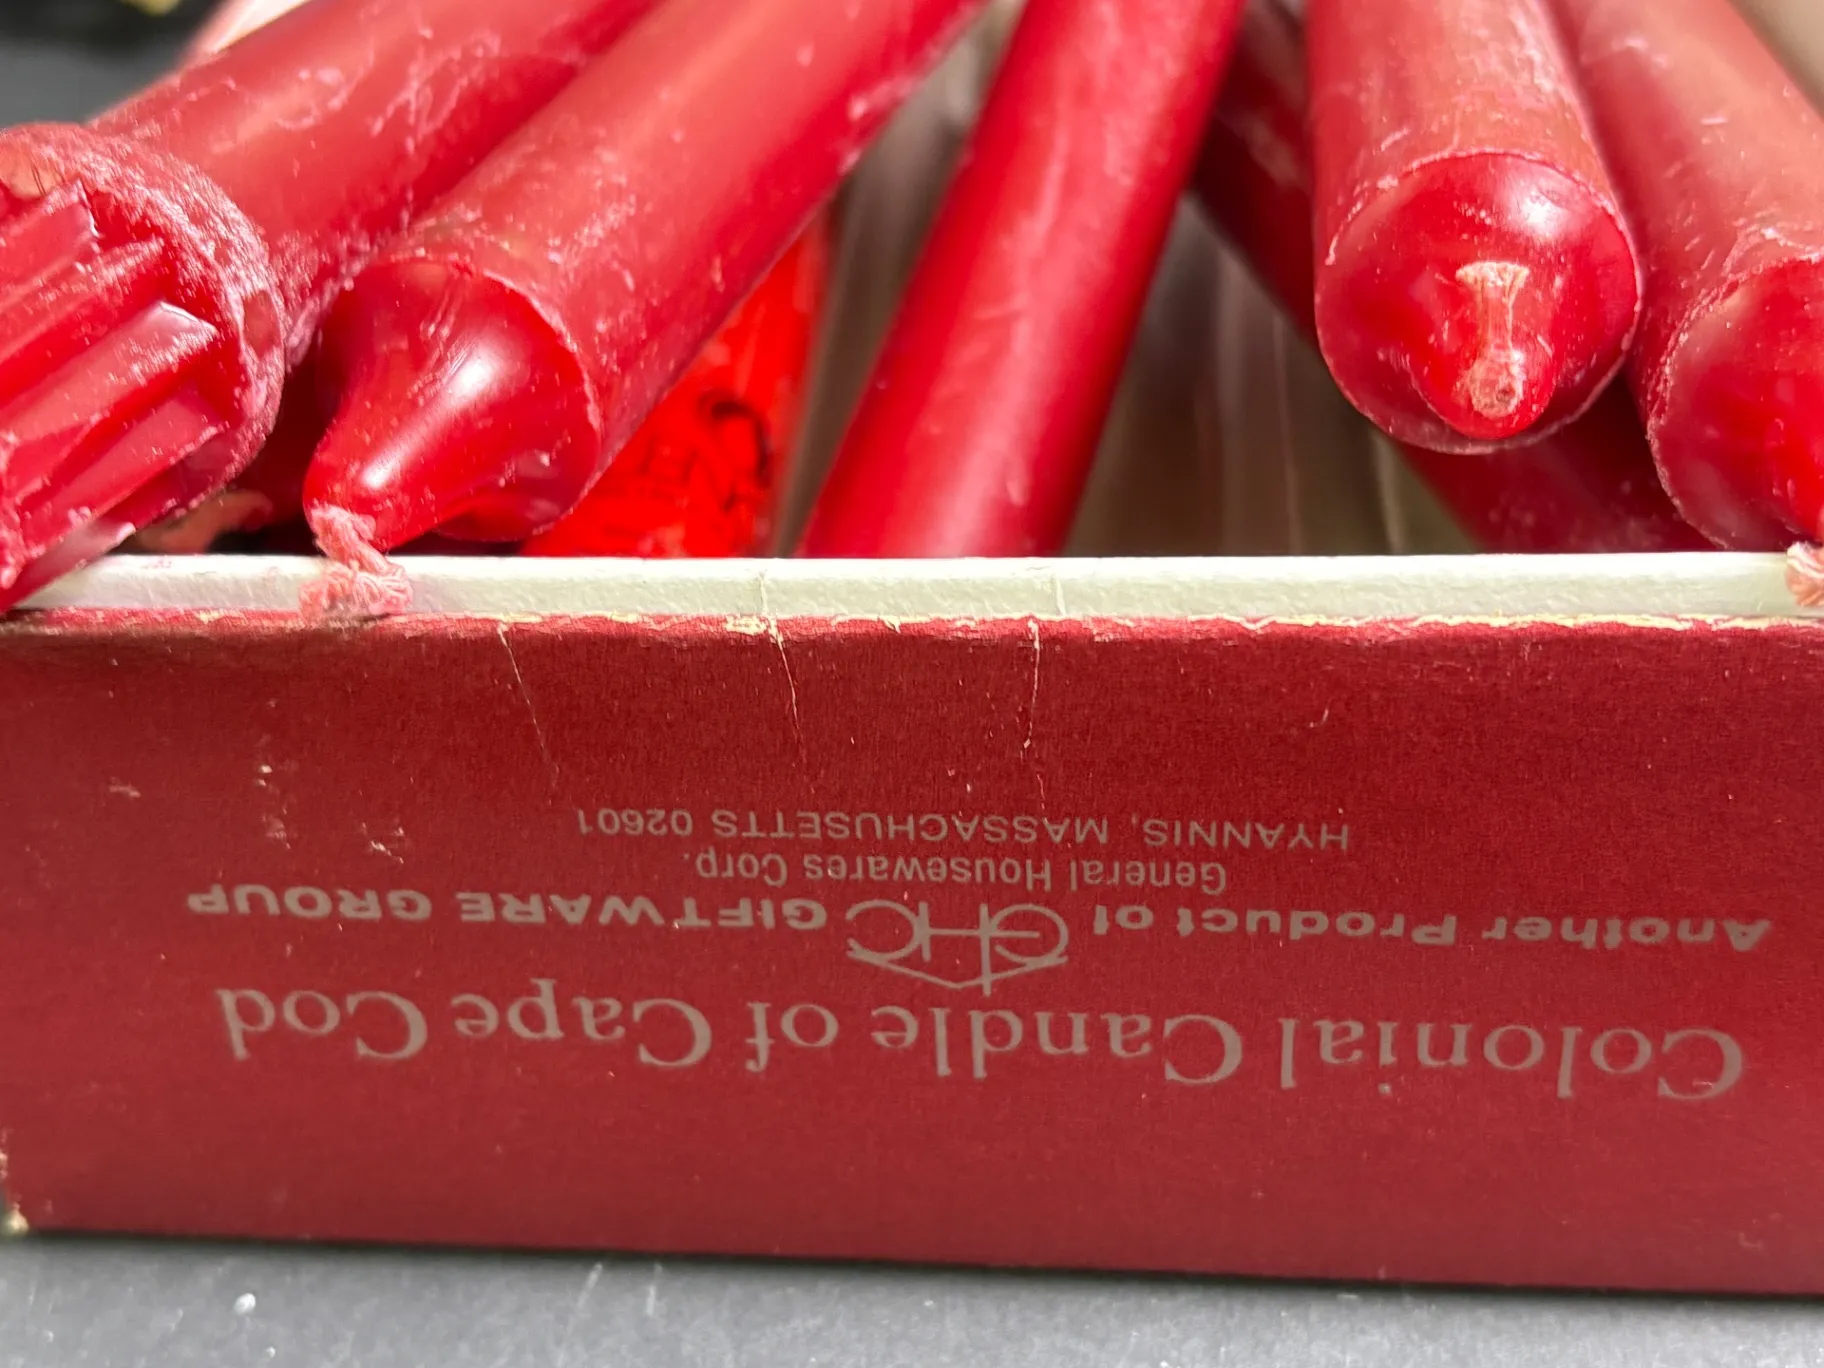 Colonial Candle of Cape Cod
Another Product of GHC GIFTWARE GROUP
General Housewares Corp.
HYANNIS, MASSACHUSETTS 02601